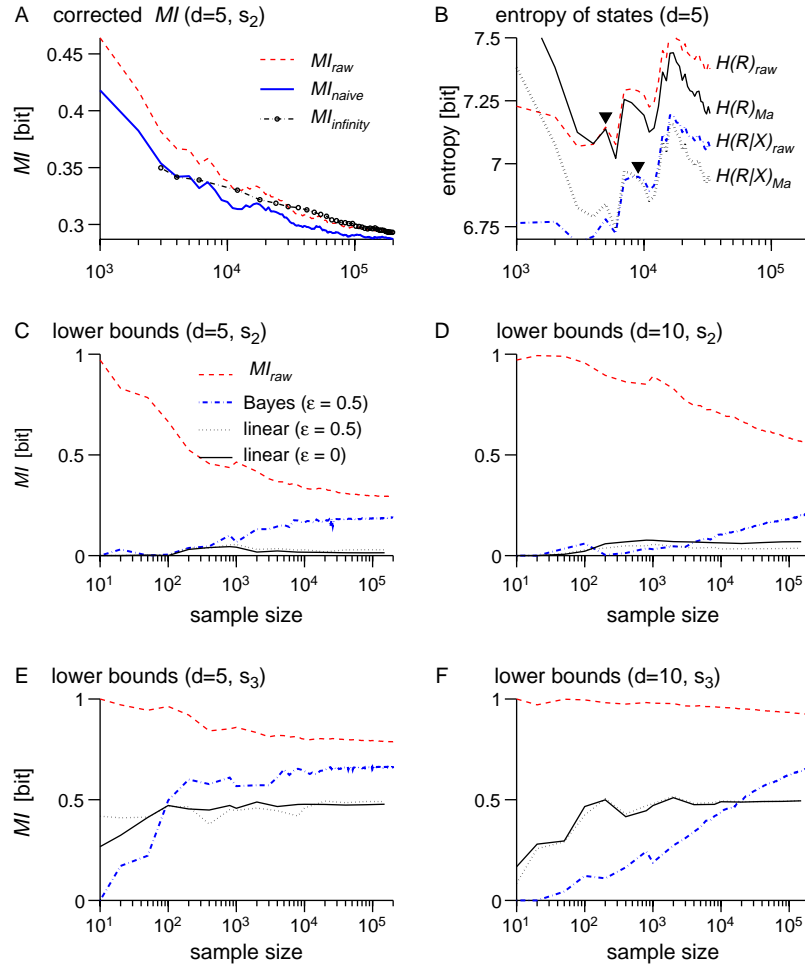 A corrected MI (d=5, s2)
0.45
0.4
0.35
0.3
MI [bit]
MIraw
MInaive
MIinfinity
10^3 10^4 10^5
B entropy of states (d=5)
7.5
7.25
7
6.75
entropy [bit]
H(R)raw
H(R)Ma
H(R|X)raw
H(R|X)Ma
10^3 10^4 10^5
C lower bounds (d=5, s2)
1
0.5
0
MI [bit]
MIraw
Bayes (ε = 0.5)
linear (ε = 0.5)
linear (ε = 0)
10^1 10^2 10^3 10^4 10^5
sample size
D lower bounds (d=10, s2)
1
0.5
0
10^1 10^2 10^3 10^4 10^5
sample size
E lower bounds (d=5, s3)
1
0.5
0
MI [bit]
10^1 10^2 10^3 10^4 10^5
sample size
F lower bounds (d=10, s3)
1
0.5
0
10^1 10^2 10^3 10^4 10^5
sample size